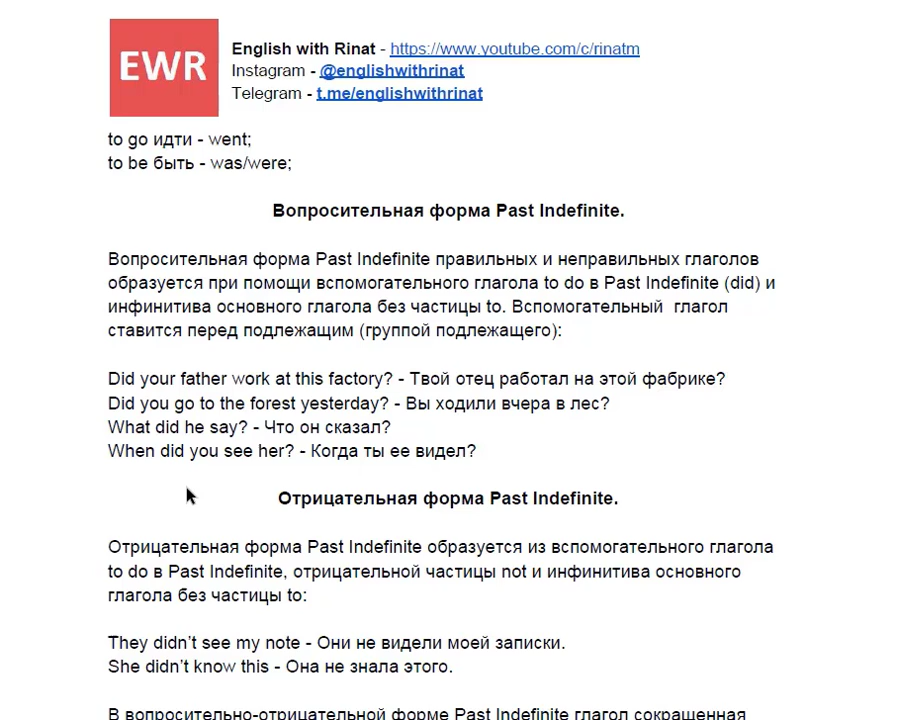 EWR
English with Rinat - https://www.youtube.com/c/rinatm
Instagram - @englishwithrinat
Telegram - t.me/englishwithrinat
to go идти - went;
to be быть - was/were;
Вопросительная форма Past Indefinite.
Вопросительная форма Past Indefinite правильных и неправильных глаголов
образуется при помощи вспомогательного глагола to do в Past Indefinite (did) и
инфинитива основного глагола без частицы to. Вспомогательный глагол
ставится перед подлежащим (группой подлежащего):
Did your father work at this factory? - Твой отец работал на этой фабрике?
Did you go to the forest yesterday? - Вы ходили вчера в лес?
What did he say? - Что он сказал?
When did you see her? - Когда ты ее видел?
Отрицательная форма Past Indefinite.
Отрицательная форма Past Indefinite образуется из вспомогательного глагола
to do в Past Indefinite, отрицательной частицы not и инфинитива основного
глагола без частицы to:
They didn’t see my note - Они не видели моей записки.
She didn’t know this - Она не знала этого.
В вопросительно-отрицательной форме Past Indefinite глагол сокращенная